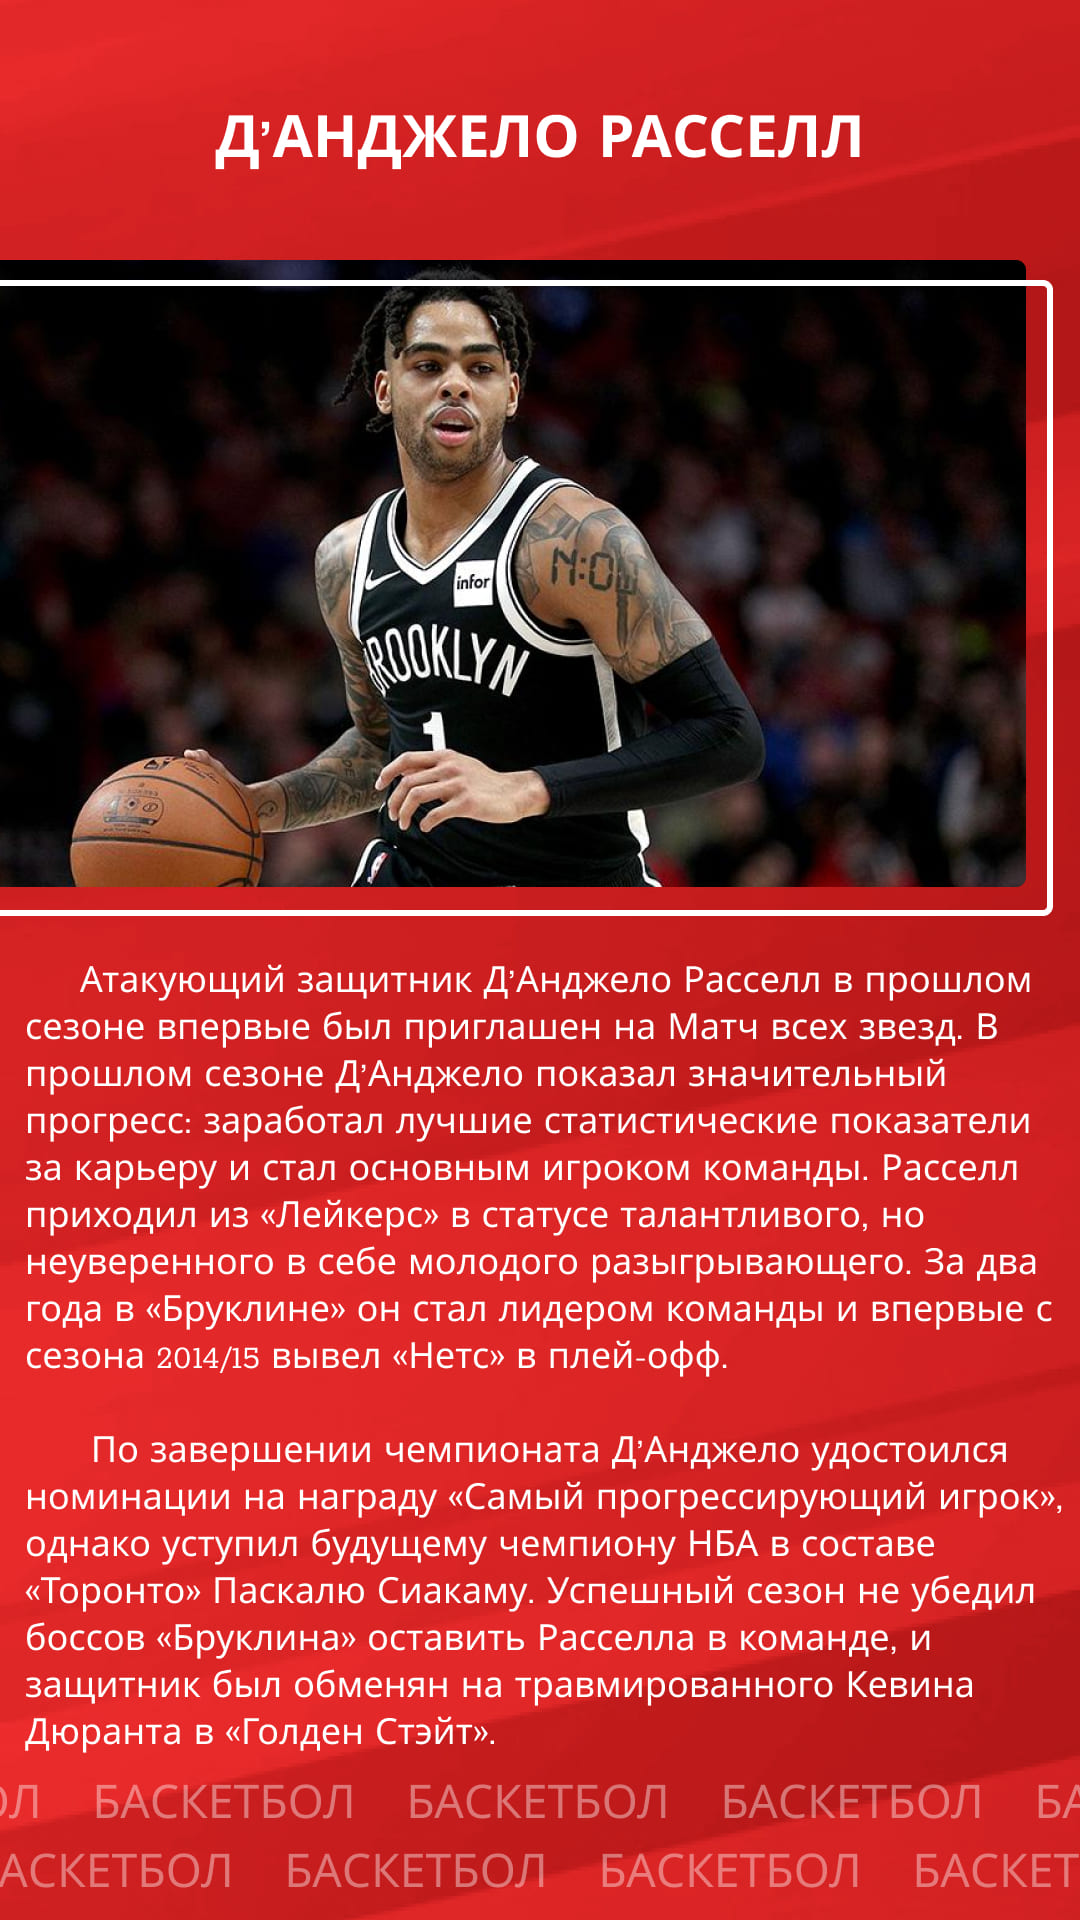 Д’АНДЖЕЛО РАССЕЛЛ
N:OW
infor
BROOKLYN
1
Атакующий защитник Д’Анджело Расселл в прошлом
сезоне впервые был приглашен на Матч всех звезд. В
прошлом сезоне Д’Анджело показал значительный
прогресс: заработал лучшие статистические показатели
за карьеру и стал основным игроком команды. Расселл
приходил из «Лейкерс» в статусе талантливого, но
неуверенного в себе молодого разыгрывающего. За два
года в «Бруклине» он стал лидером команды и впервые с
сезона 2014/15 вывел «Нетс» в плей-офф.
По завершении чемпионата Д’Анджело удостоился
номинации на награду «Самый прогрессирующий игрок»,
однако уступил будущему чемпиону НБА в составе
«Торонто» Паскалю Сиакаму. Успешный сезон не убедил
боссов «Бруклина» оставить Расселла в команде, и
защитник был обменян на травмированного Кевина
Дюранта в «Голден Стэйт».
ОЛ БАСКЕТБОЛ БАСКЕТБОЛ БАСКЕТБОЛ БА
АСКЕТБОЛ БАСКЕТБОЛ БАСКЕТБОЛ БАСКЕТ